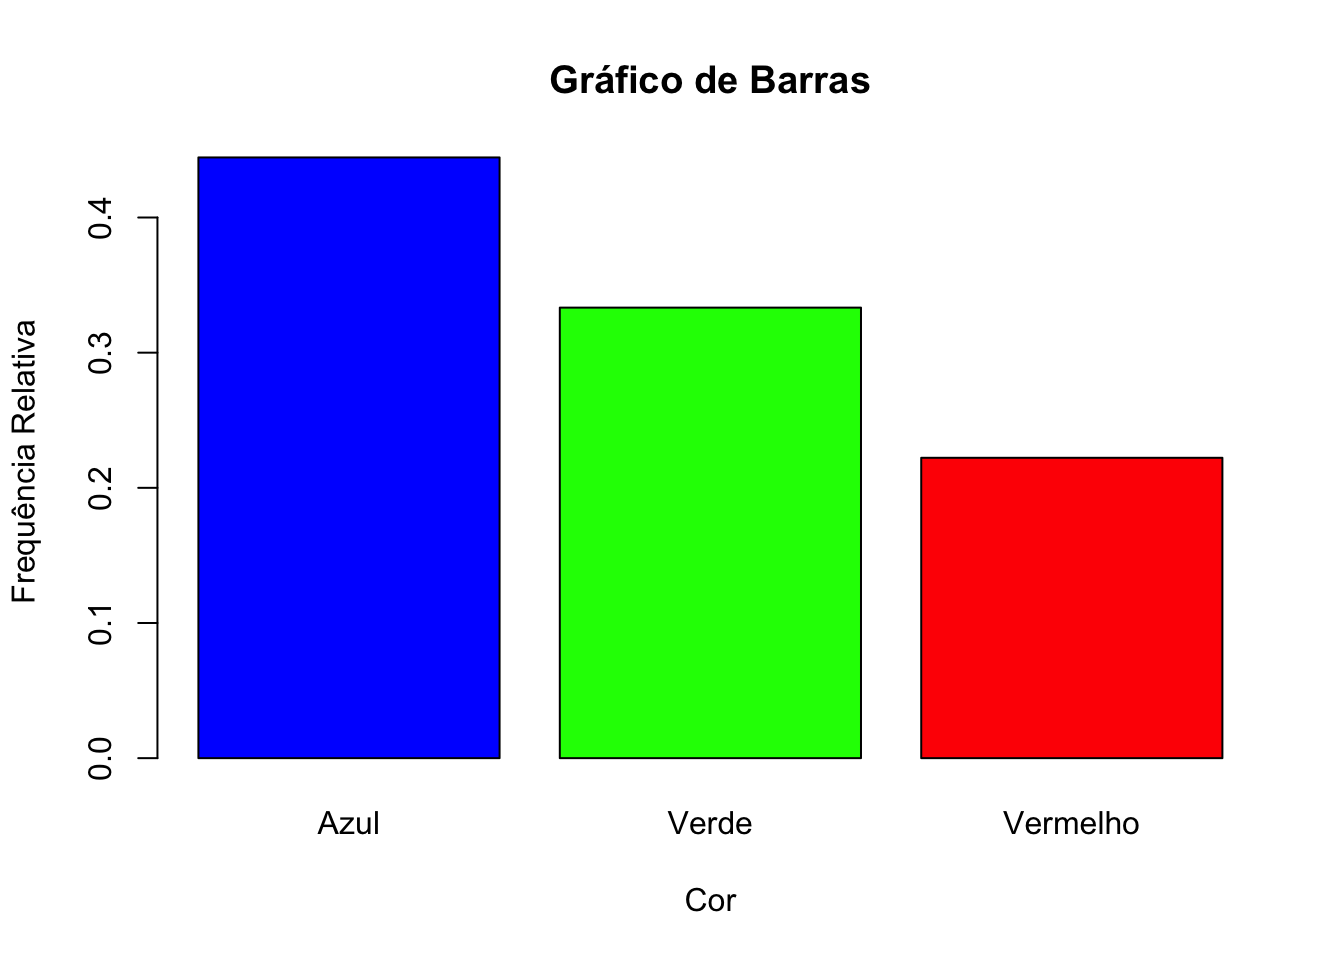 Gráfico de Barras
Frequência Relativa
0.4
0.3
0.2
0.1
0.0
Azul Verde Vermelho
Cor